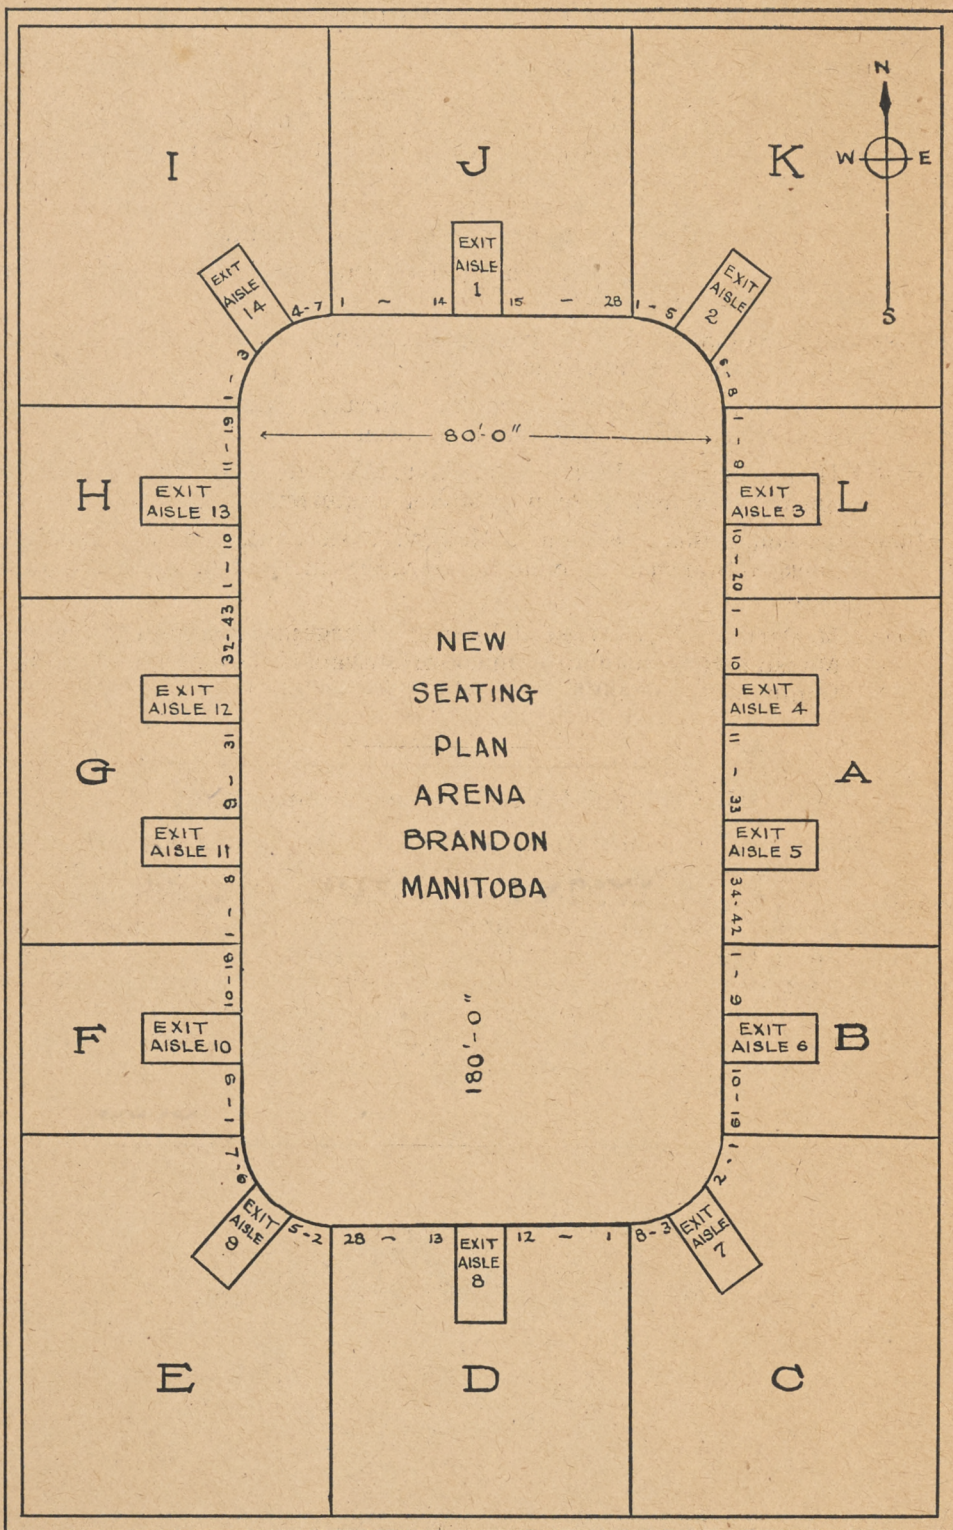 N
I
J
K
W
E
S
EXIT
AISLE
14
EXIT
AISLE
1
EXIT
AISLE
2
4-7
1 - 14
15 - 28
1-5
1 - 3
6-8
80'-0"
11 - 19
1 - 9
H
EXIT
AISLE 13
EXIT
AISLE 3
L
1 - 10
10 - 20
32-43
1 - 10
NEW
SEATING
PLAN
ARENA
BRANDON
MANITOBA
EXIT
AISLE 12
EXIT
AISLE 4
G
9 - 31
11 - 33
A
EXIT
AISLE 11
EXIT
AISLE 5
1 - 8
34-42
10-18
1 - 9
180'-0"
F
EXIT
AISLE 10
EXIT
AISLE 6
B
1 - 9
10-19
7-6
2-1
EXIT
AISLE
9
5-2
28 - 13
EXIT
AISLE
8
12 - 1
8-3
EXIT
AISLE
7
E
D
C